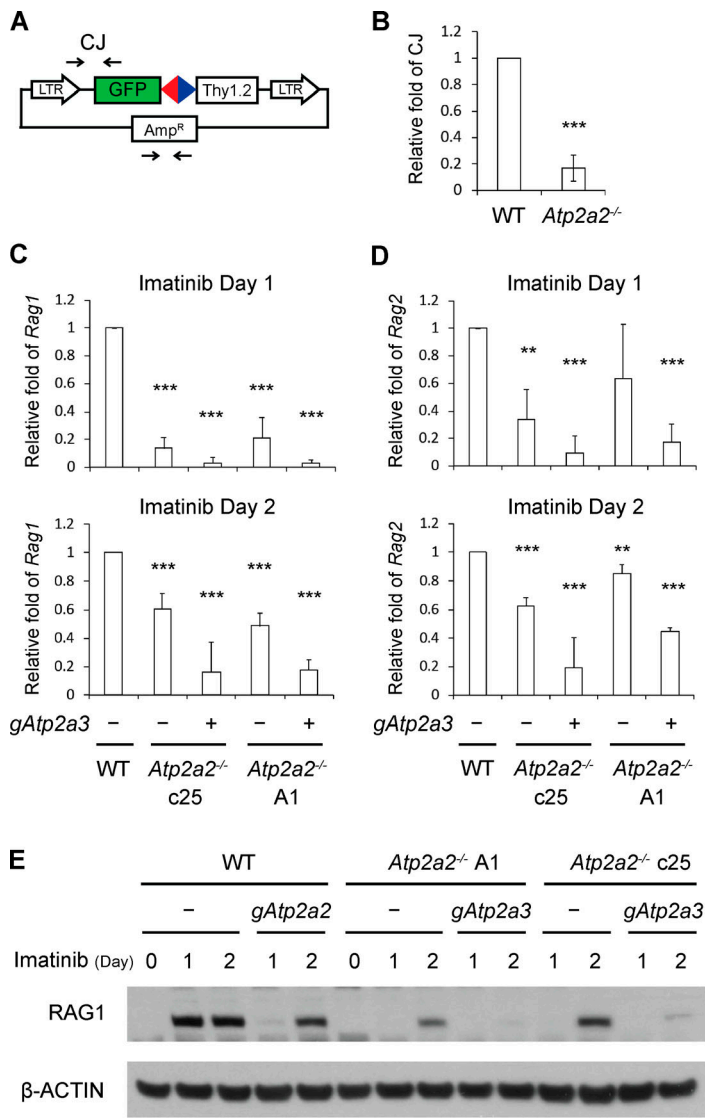 A
CJ
LTR GFP Thy1.2 LTR
Amp^R
B
Relative fold of CJ
1.2
1
0.8
0.6
0.4
0.2
0
***
WT Atp2a2-/-
C
Imatinib Day 1
Relative fold of Rag1
1.2
1
0.8
0.6
0.4
0.2
0
*** *** *** ***
Imatinib Day 2
Relative fold of Rag1
1.2
1
0.8
0.6
0.4
0.2
0
*** *** *** ***
gAtp2a3 – – + – +
WT Atp2a2-/- Atp2a2-/-
c25 A1
D
Imatinib Day 1
Relative fold of Rag2
1.2
1
0.8
0.6
0.4
0.2
0
** *** ***
Imatinib Day 2
Relative fold of Rag2
1.2
1
0.8
0.6
0.4
0.2
0
*** *** ** ***
gAtp2a3 – – + – +
WT Atp2a2-/- Atp2a2-/-
c25 A1
E
WT Atp2a2-/- A1 Atp2a2-/- c25
– gAtp2a2 – gAtp2a3 – gAtp2a3
Imatinib (Day) 0 1 2 1 2 0 1 2 1 2 1 2 1 2
RAG1
β-ACTIN